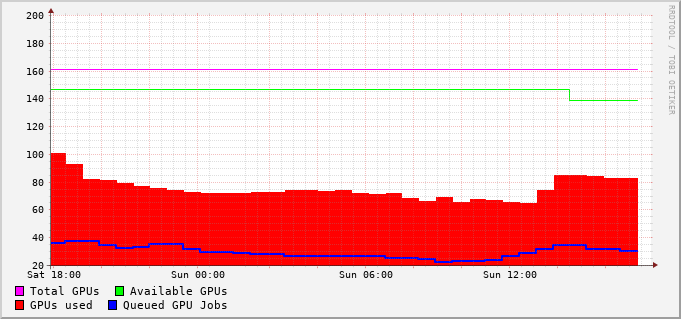 200
180
160
140
120
100
80
60
40
20
Sat 18:00 Sun 00:00 Sun 06:00 Sun 12:00
Total GPUs Available GPUs
GPUs used Queued GPU Jobs
RRDTOOL / TOBI OETIKER